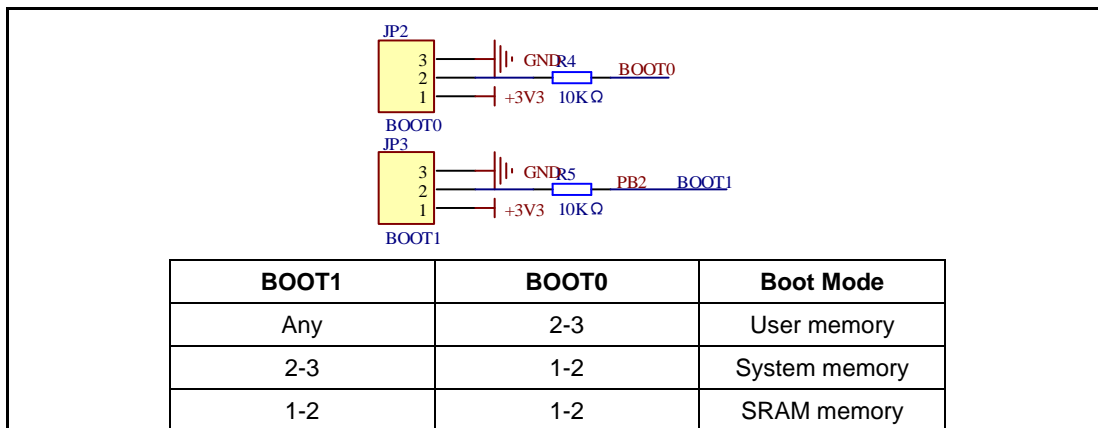 JP2
3 GND R4
2 BOOT0
1 +3V3 10KΩ
BOOT0
JP3
3 GND R5
2 PB2 BOOT1
1 +3V3 10KΩ
BOOT1
BOOT1 BOOT0 Boot Mode
Any 2-3 User memory
2-3 1-2 System memory
1-2 1-2 SRAM memory